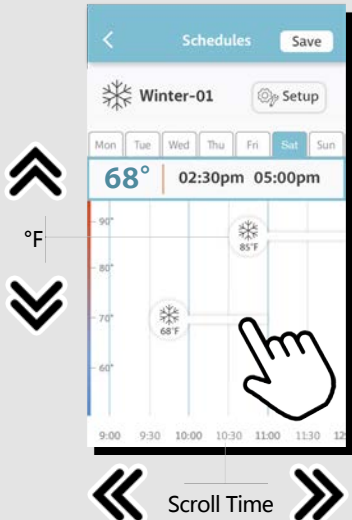 Schedules Save
Winter-01 Setup
Mon Tue Wed Thu Fri Sat Sun
68° 02:30pm 05:00pm
90°
°F
85°F
80°
70°
68°F
60°
9:00 9:30 10:00 10:30 11:00 11:30 12
Scroll Time